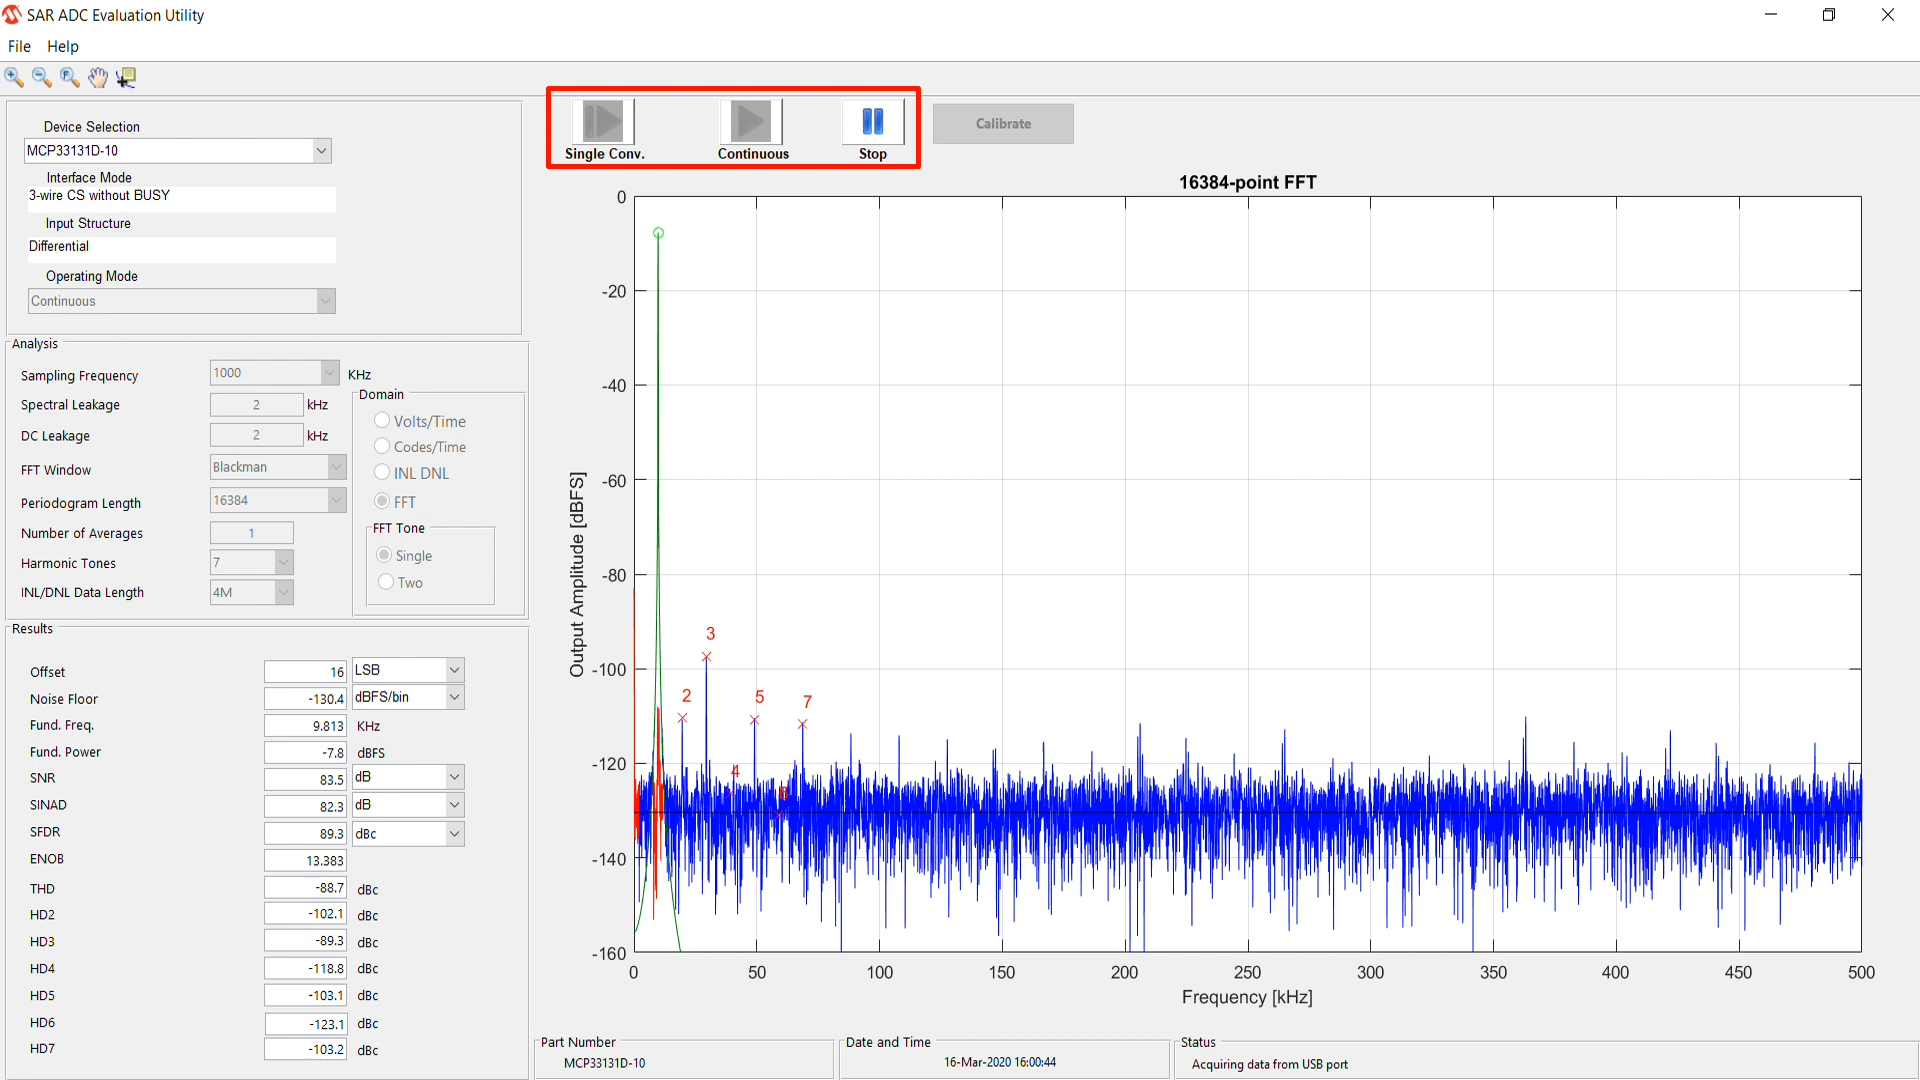 SAR ADC Evaluation Utility
File Help
Device Selection
MCP33131D-10
Interface Mode
3-wire CS without BUSY
Input Structure
Differential
Operating Mode
Continuous
Analysis
Sampling Frequency 1000 KHz
Spectral Leakage 2 kHz
DC Leakage 2 kHz
FFT Window Blackman
Periodogram Length 16384
Number of Averages 1
Harmonic Tones 7
INL/DNL Data Length 4M
Domain
Volts/Time
Codes/Time
INL DNL
FFT
FFT Tone
Single
Two
Results
Offset 16 LSB
Noise Floor -130.4 dBFS/bin
Fund. Freq. 9.813 KHz
Fund. Power -7.8 dBFS
SNR 83.5 dB
SINAD 82.3 dB
SFDR 89.3 dBc
ENOB 13.383
THD -88.7 dBc
HD2 -102.1 dBc
HD3 -89.3 dBc
HD4 -118.8 dBc
HD5 -103.1 dBc
HD6 -123.1 dBc
HD7 -103.2 dBc
Single Conv. Continuous Stop
Calibrate
16384-point FFT
Output Amplitude [dBFS]
0
-20
-40
-60
-80
-100
-120
-140
-160
3
2
5
7
4
6
0 50 100 150 200 250 300 350 400 450 500
Frequency [kHz]
Part Number
MCP33131D-10
Date and Time
16-Mar-2020 16:00:44
Status
Acquiring data from USB port